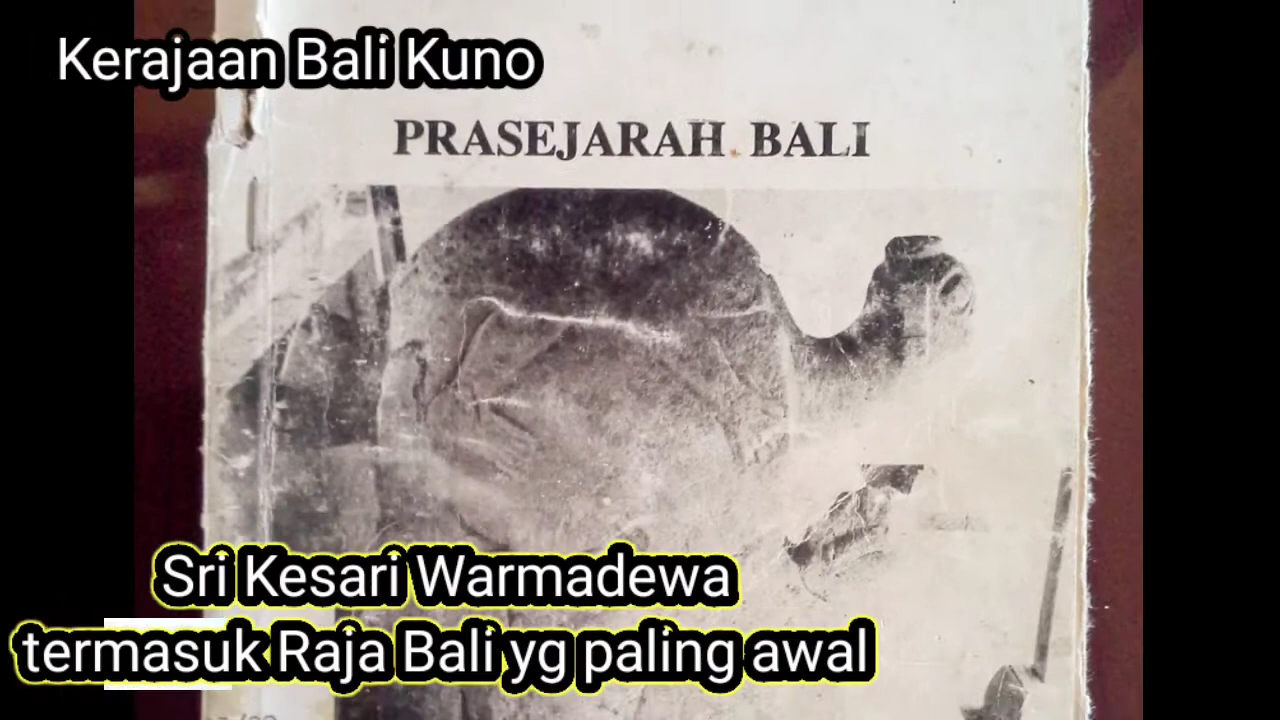 Kerajaan Bali Kuno
PRASEJARAH BALI
Sri Kesari Warmadewa
termasuk Raja Bali yg paling awal